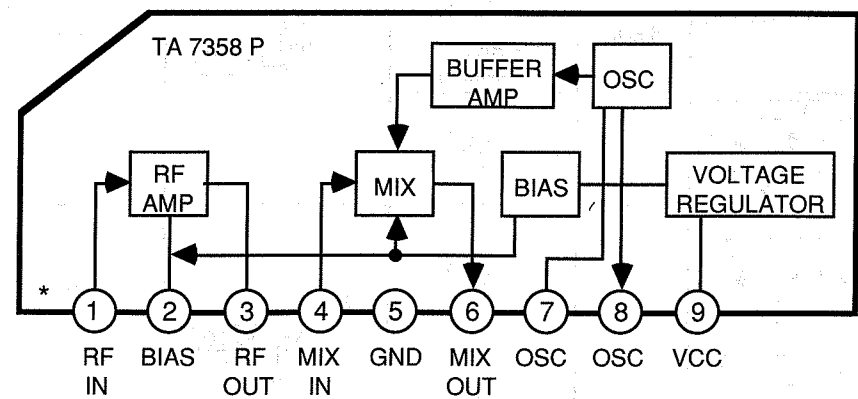 TA 7358 P
BUFFER
AMP
OSC
RF
AMP
MIX
BIAS
VOLTAGE
REGULATOR
*
1 2 3 4 5 6 7 8 9
RF BIAS RF MIX GND MIX OSC OSC VCC
IN OUT IN OUT